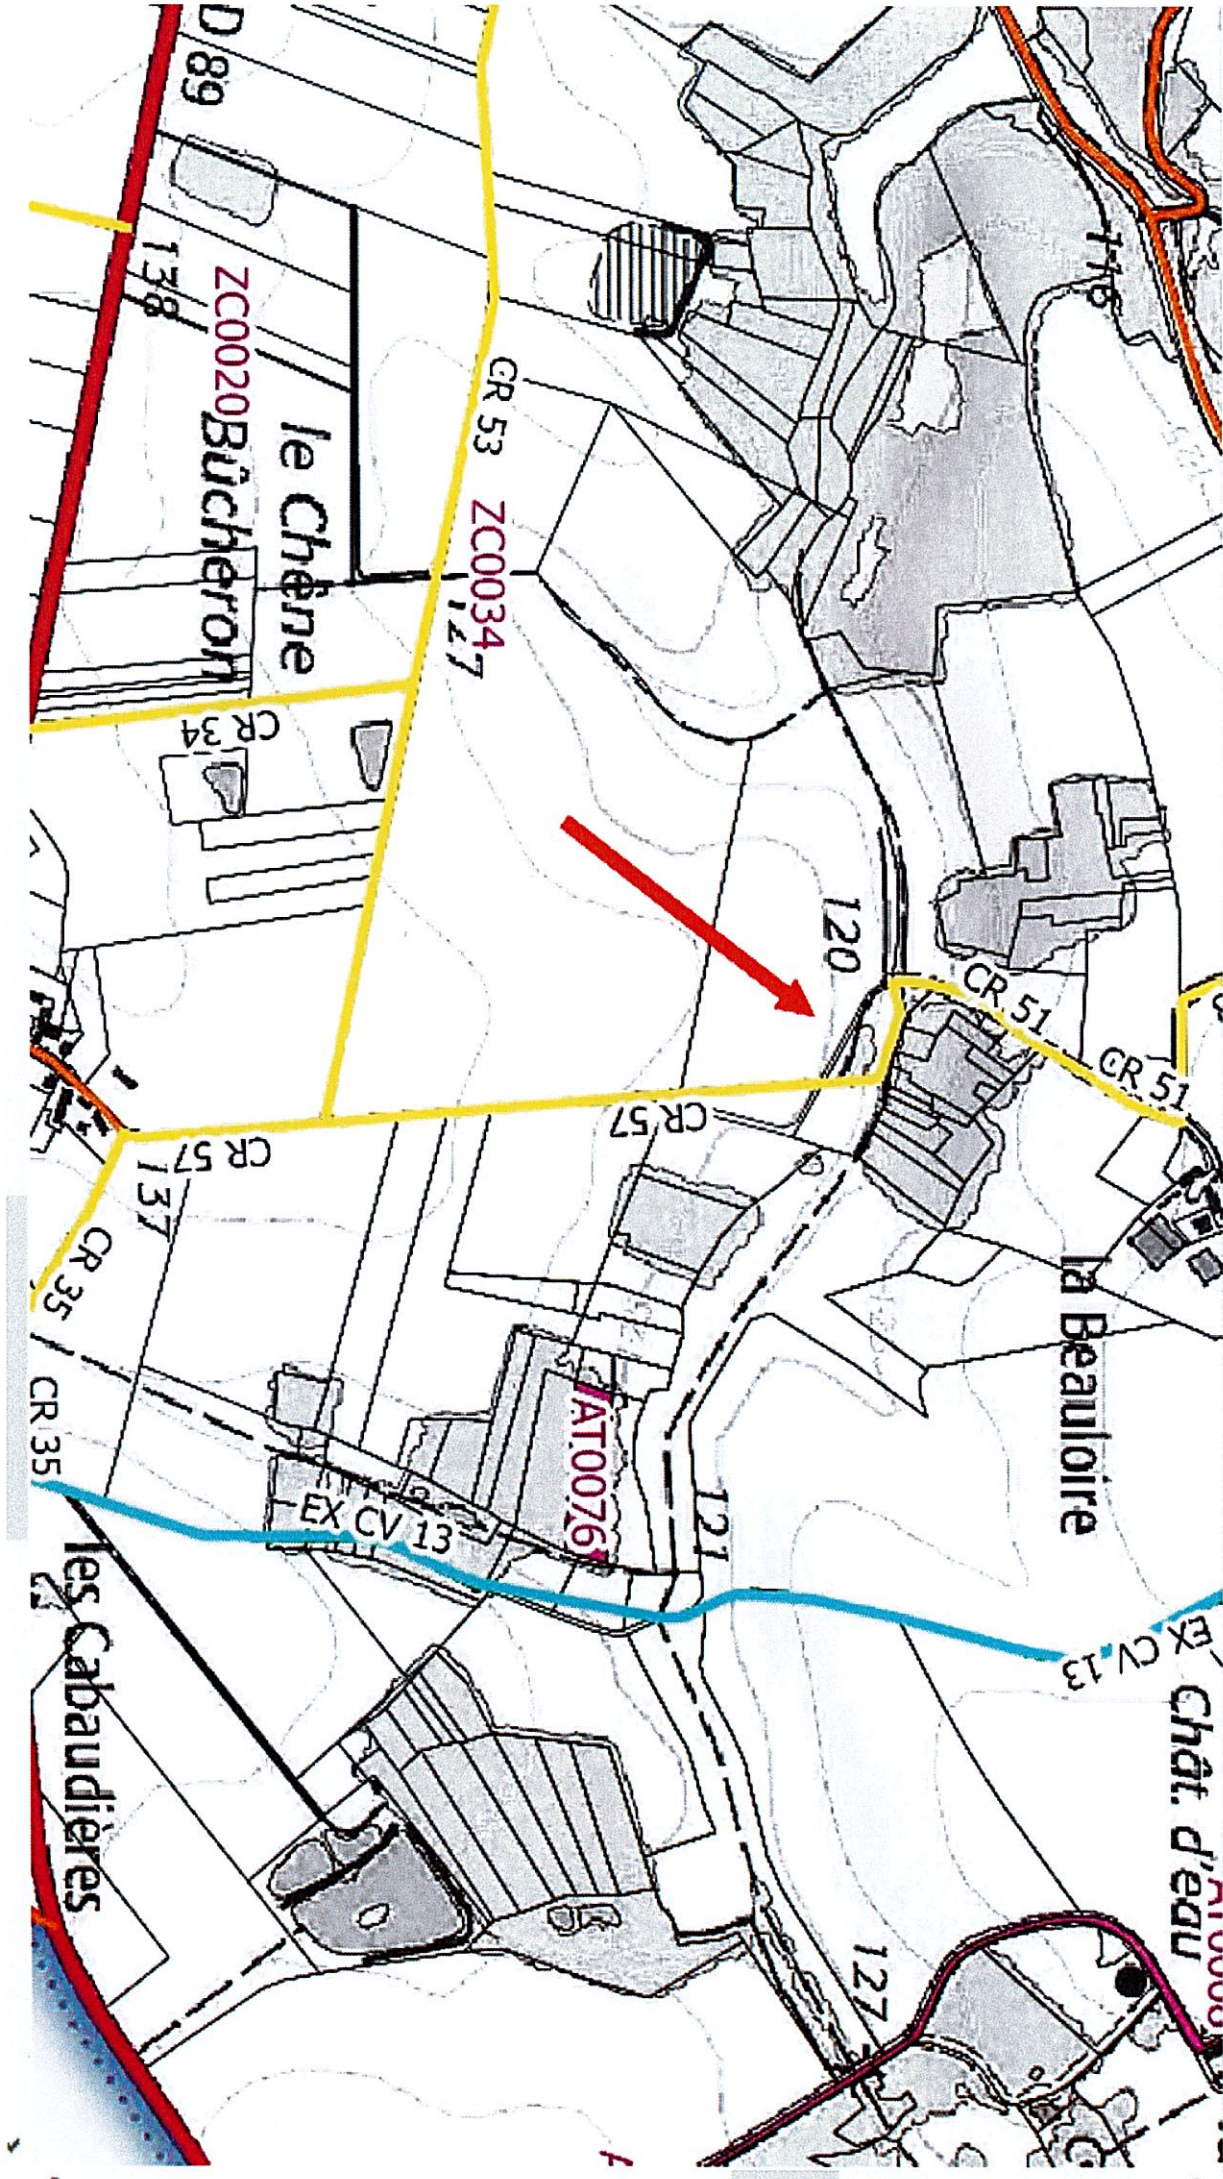 D 89
138
ZC0020
le Chêne
Bûcheron
CR 53
ZC0034
127
118
CR 34
120
CR 51
CR 51
CR 57
CR 57
137
CR 35
CR 35
la Beauloire
AT0076
121
EX CV 13
EX CV 13
les Cabaudières
Chât. d'eau
127